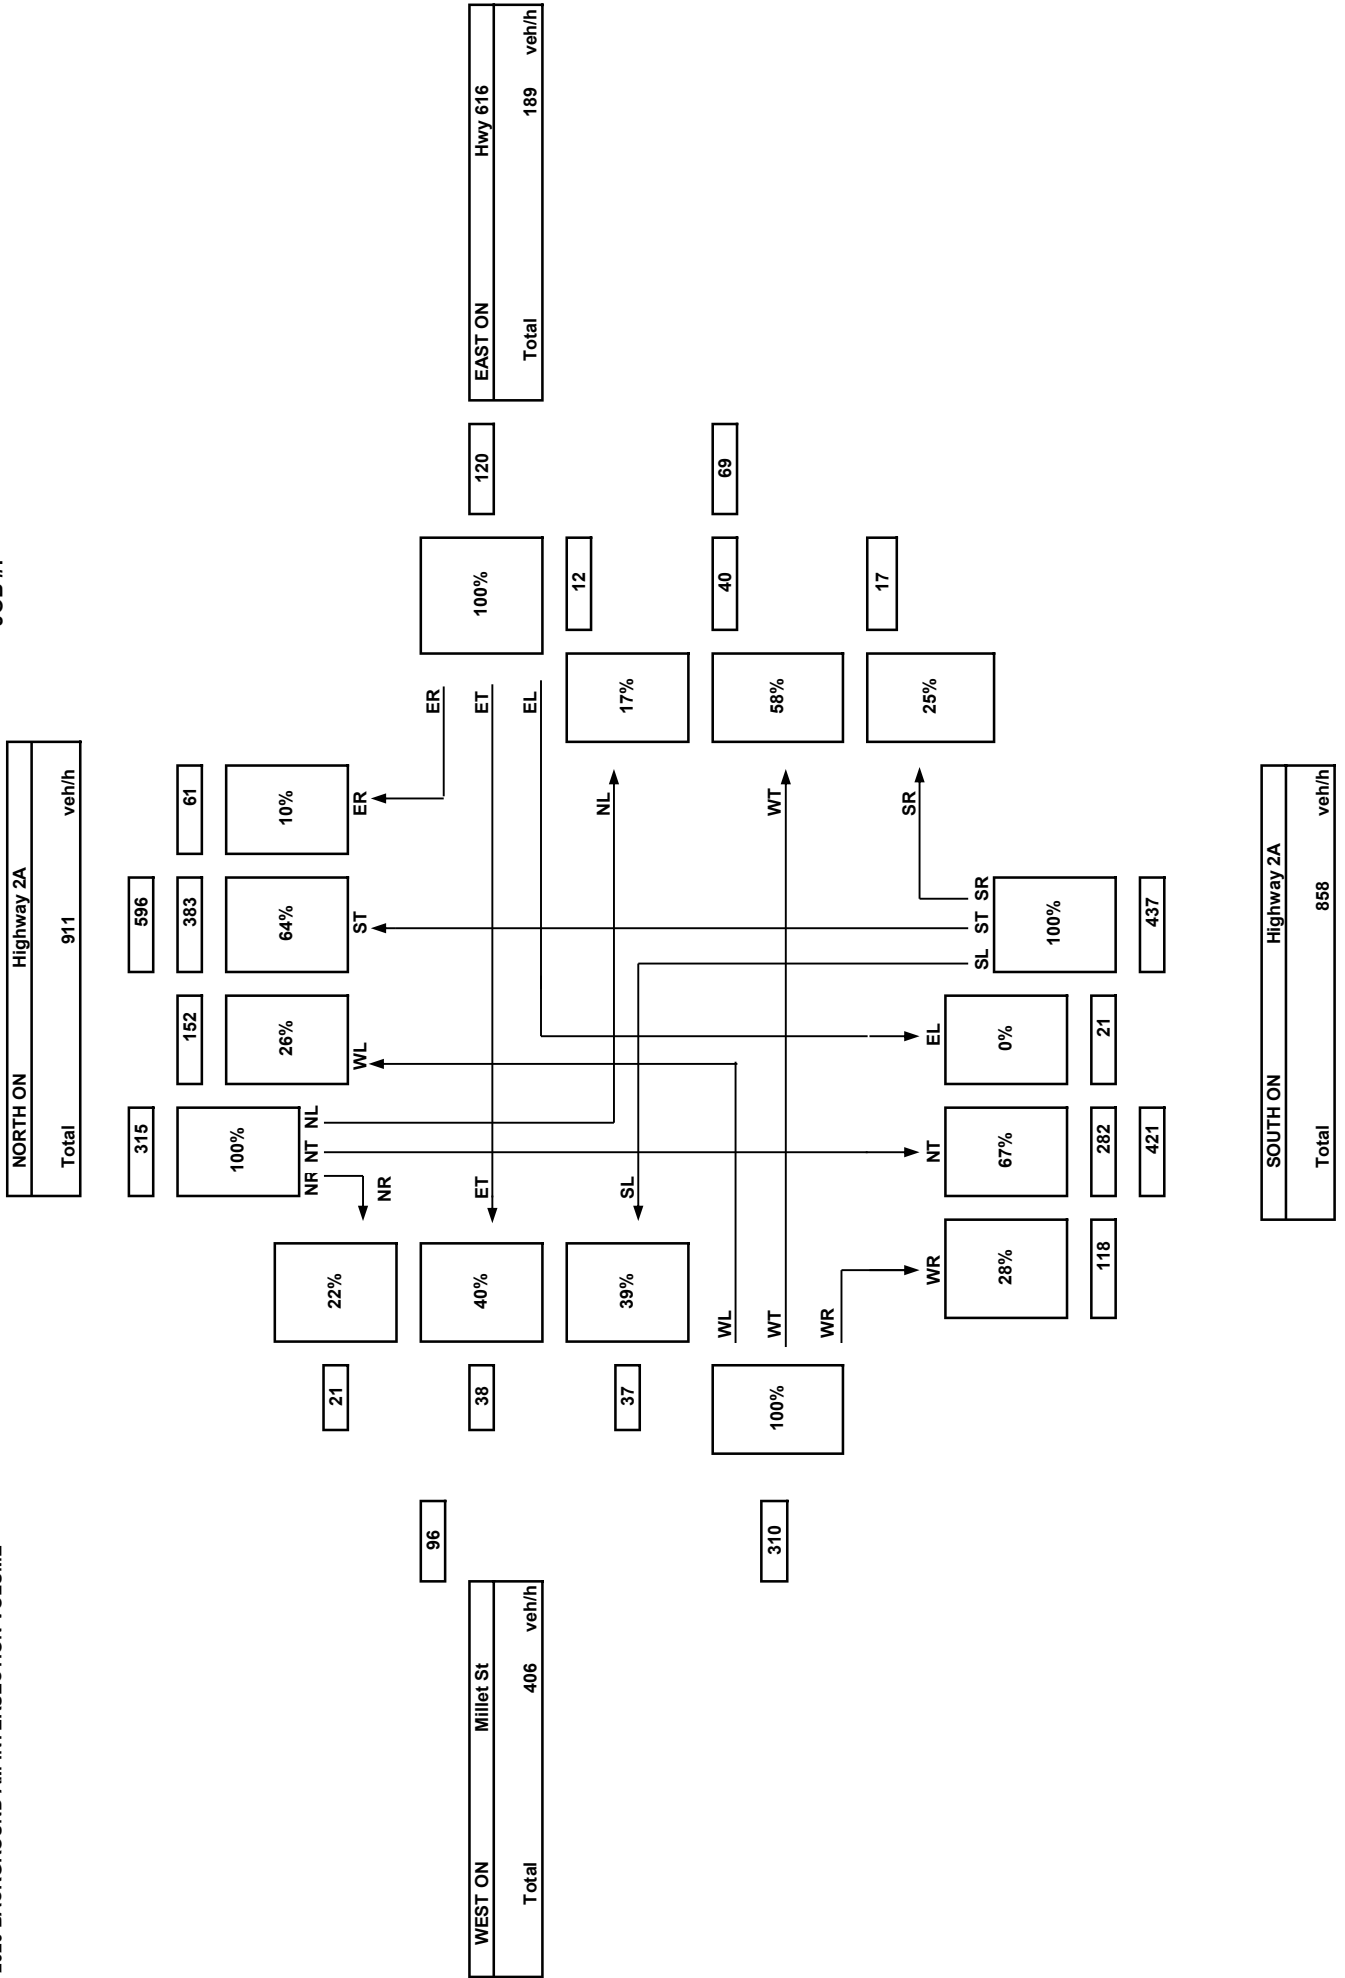 NORTH ON Highway 2A
Total 911 veh/h
596
315 152 383 61
100% 26% 64% 10%
NR NT NL WL ST ER
NR
WEST ON Millet St
Total 406 veh/h
96
21 22%
38 40% ET
37 39% SL
310 100%
WL
WT
WR
EAST ON Hwy 616
Total 189 veh/h
ER
ET
EL
100% 120
NL 17% 12
WT 58% 40 69
SR 25% 17
WR NT EL SL ST SR
28% 67% 0% 100%
118 282 21
421 437
SOUTH ON Highway 2A
Total 858 veh/h